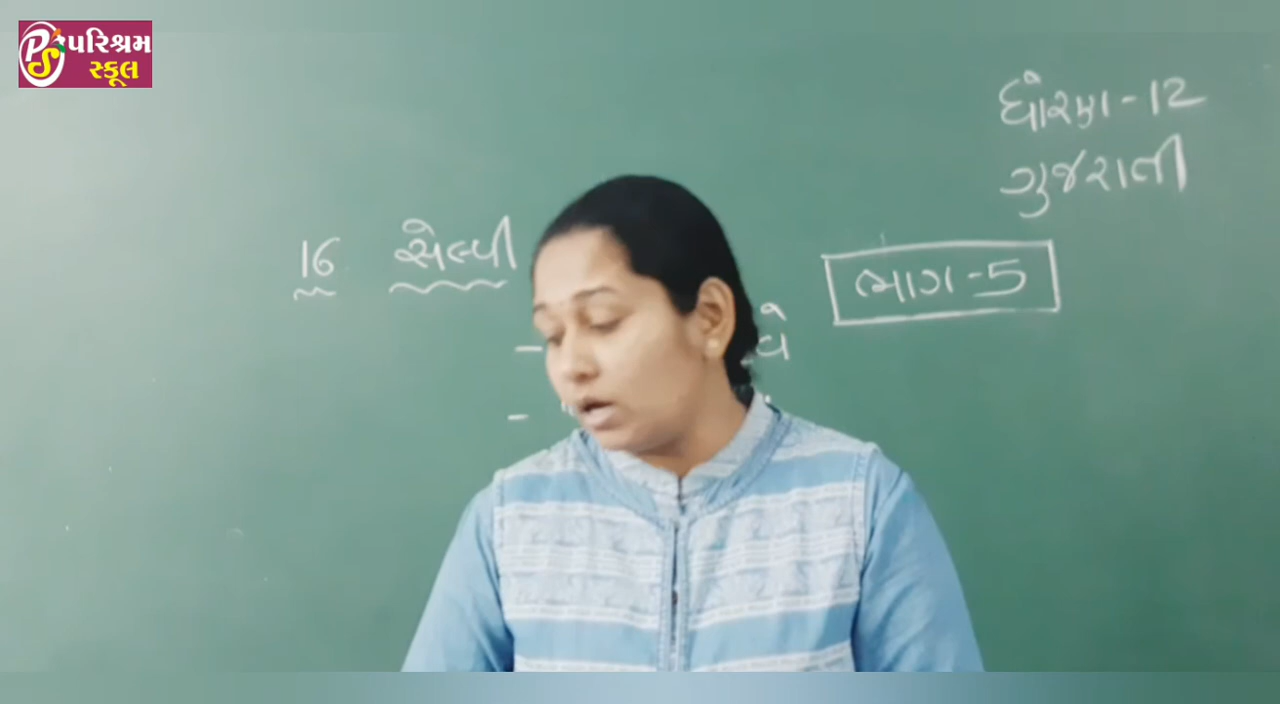 પરિશ્રમ
સ્કૂલ
ધોરણ - 12
ગુજરાતી
16 સેલ્ફી
ભાગ - 5